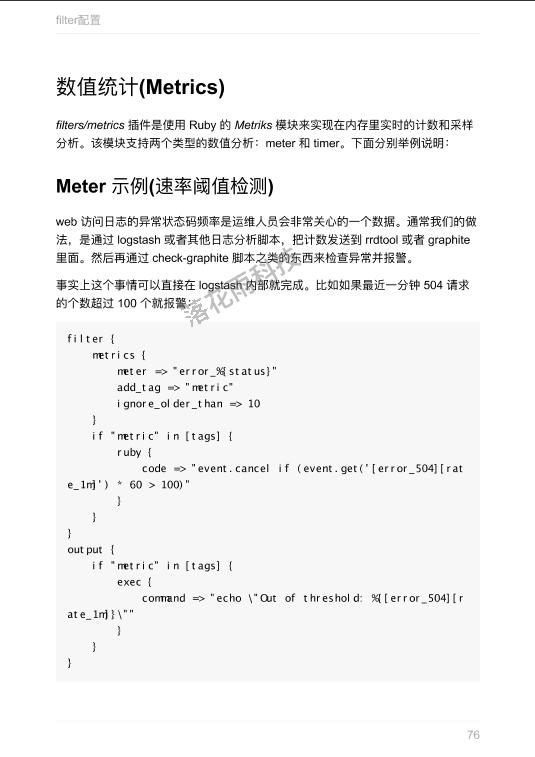 filter配置
数值统计(Metrics)
filters/metrics 插件是使用 Ruby 的 Metriks 模块来实现在内存里实时的计数和采样
分析。该模块支持两个类型的数值分析：meter 和 timer。下面分别举例说明：
Meter 示例(速率阈值检测)
web 访问日志的异常状态码频率是运维人员会非常关心的一个数据。通常我们的做
法，是通过 logstash 或者其他日志分析脚本，把计数发送到 rrdtool 或者 graphite
里面。然后再通过 check-graphite 脚本之类的东西来检查异常并报警。
事实上这个事情可以直接在 logstash 内部就完成。比如如果最近一分钟 504 请求
的个数超过 100 个就报警：
落花雨科技
filter {
    metrics {
        meter => "error_%{status}"
        add_tag => "metric"
        ignore_older_than => 10
    }
    if "metric" in [tags] {
        ruby {
            code => "event.cancel if (event.get('[error_504][rat
e_1m]') * 60 > 100)"
        }
    }
}
output {
    if "metric" in [tags] {
        exec {
            command => "echo \"Out of threshold: %{[error_504][r
ate_1m]}\""
        }
    }
}
76